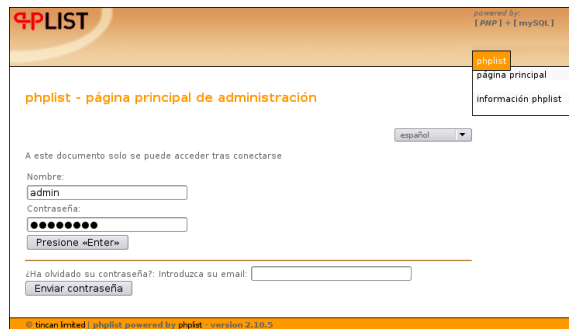 PHPLIST
powered by:
[ PHP ] + [ mySQL ]
phplist
página principal
información phplist
phplist - página principal de administración
español
A este documento solo se puede acceder tras conectarse
Nombre:
admin
Contraseña:
●●●●●●●●
Presione «Enter»
¿Ha olvidado su contraseña?: Introduzca su email:
Enviar contraseña
© tincan limited | phplist powered by phplist - version 2.10.5